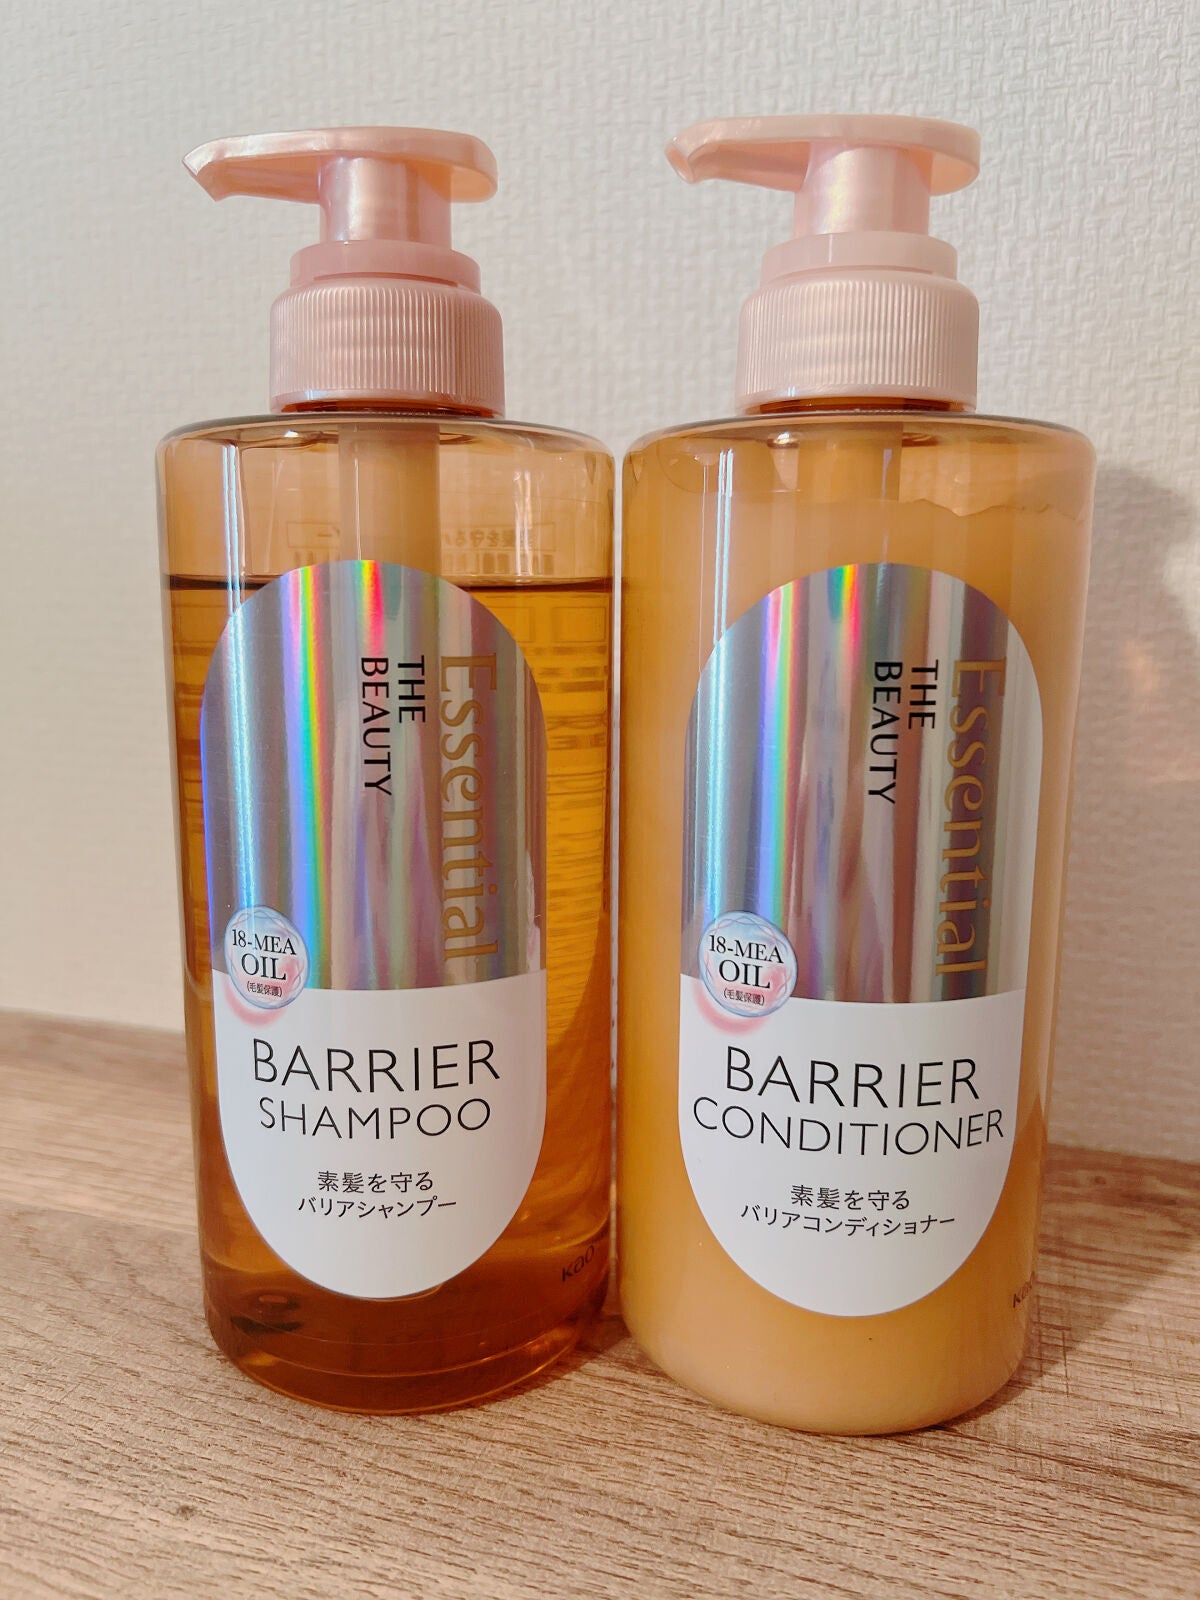 Essential
THE
BEAUTY
18-MEA
OIL
(毛髪保護)
BARRIER
SHAMPOO
素髪を守る
バリアシャンプー
Kao
Essential
THE
BEAUTY
18-MEA
OIL
(毛髪保護)
BARRIER
CONDITIONER
素髪を守る
バリアコンディショナー
Kao